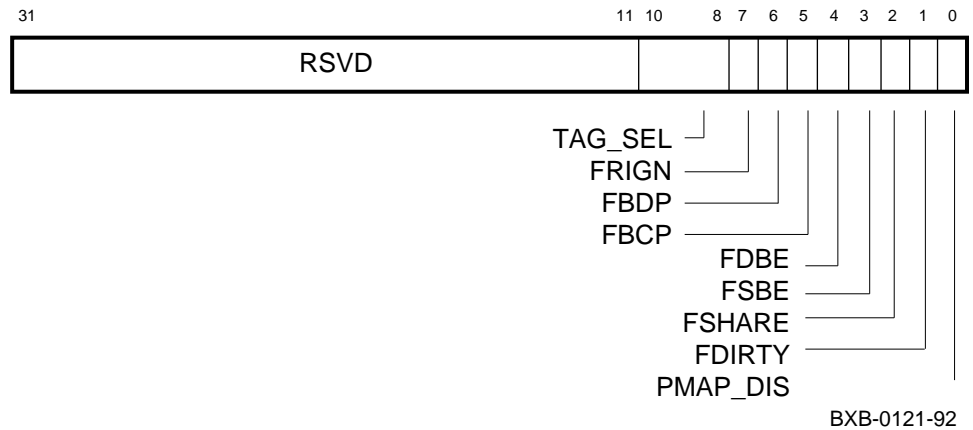 31 11 10 8 7 6 5 4 3 2 1 0
RSVD
TAG_SEL
FRIGN
FBDP
FBCP
FDBE
FSBE
FSHARE
FDIRTY
PMAP_DIS
BXB-0121-92